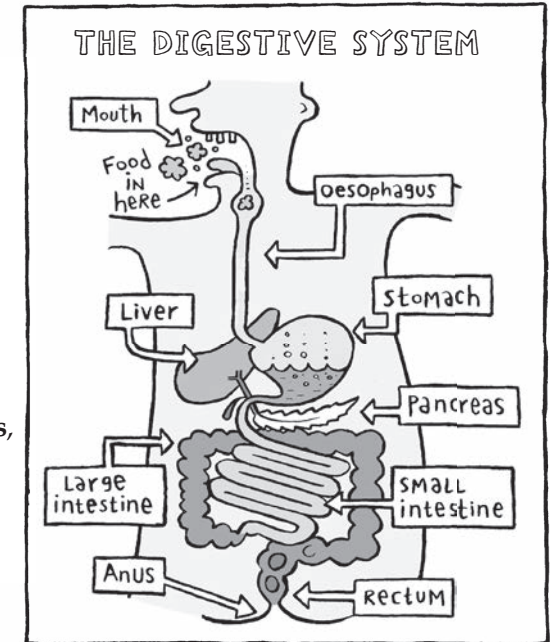 THE DIGESTIVE SYSTEM
Mouth
Food
iN
here
Oesophagus
Stomach
Liver
Pancreas
s,
Large
intestine
SMALL
intestine
Anus
RECTUM